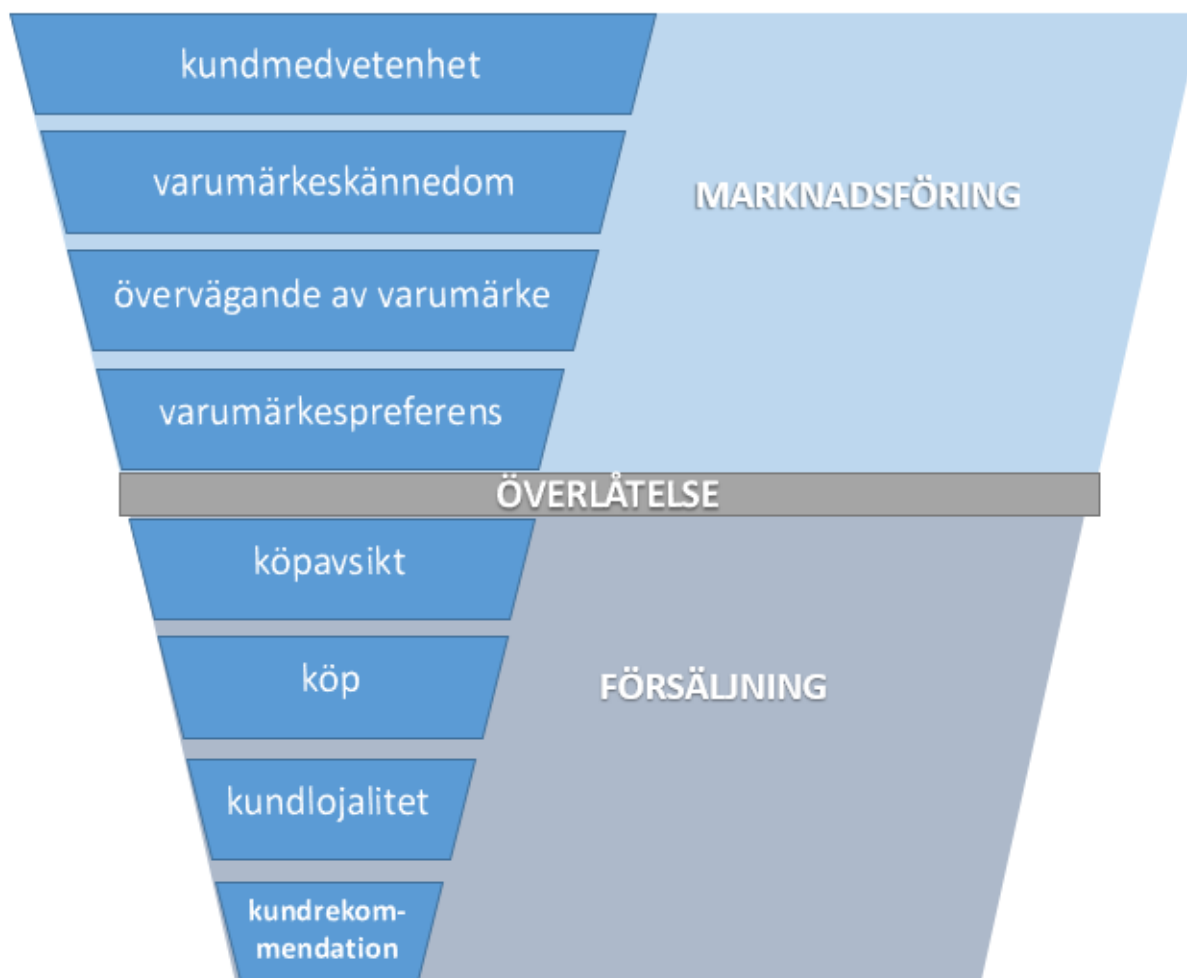 kundmedvetenhet
varumärkeskännedom
MARKNADSFÖRING
övervägande av varumärke
varumärkespreferens
ÖVERLÅTELSE
köpavsikt
köp
FÖRSÄLJNING
kundlojalitet
kundrekom-
mendation